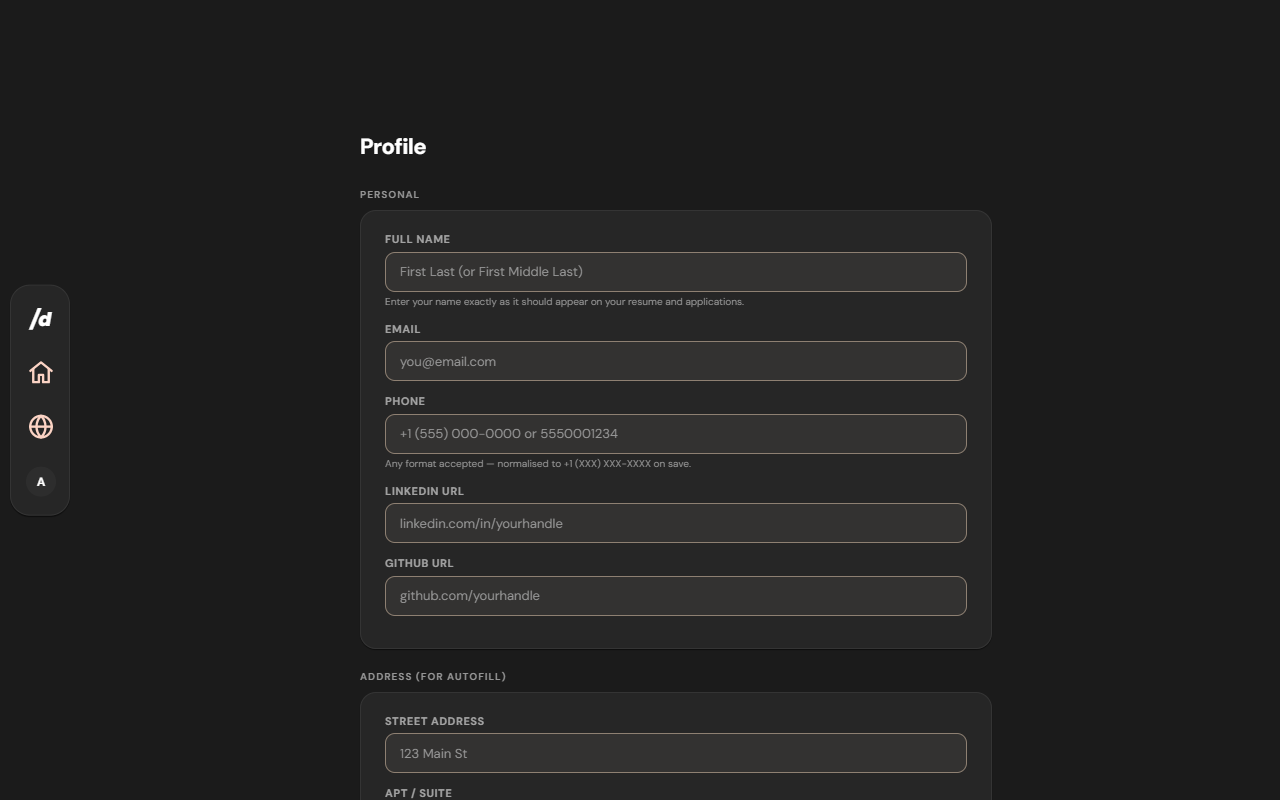 Profile
PERSONAL
FULL NAME
First Last (or First Middle Last)
Enter your name exactly as it should appear on your resume and applications.
EMAIL
you@email.com
PHONE
+1 (555) 000-0000 or 5550001234
Any format accepted — normalised to +1 (XXX) XXX-XXXX on save.
LINKEDIN URL
linkedin.com/in/yourhandle
GITHUB URL
github.com/yourhandle
/d
A
ADDRESS (FOR AUTOFILL)
STREET ADDRESS
123 Main St
APT / SUITE